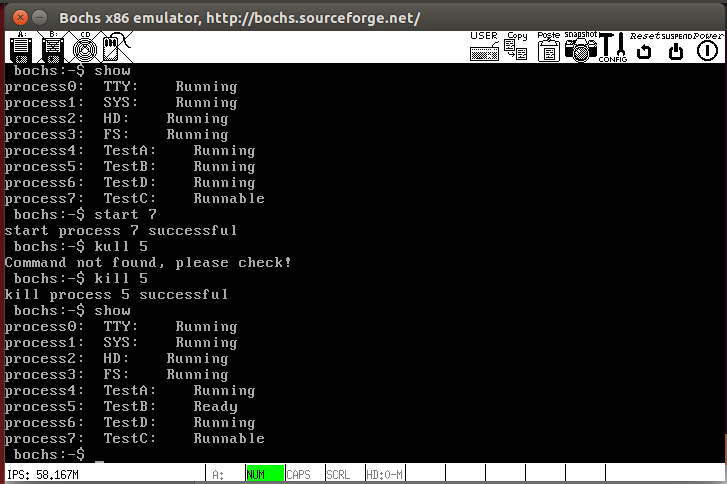 Bochs x86 emulator, http://bochs.sourceforge.net/
A: B: CD USER Copy Paste snapshot CONFIG Reset SUSPEND Power
bochs:~$ show
process0: TTY: Running
process1: SYS: Running
process2: HD: Running
process3: FS: Running
process4: TestA: Running
process5: TestB: Running
process6: TestD: Running
process7: TestC: Runnable
bochs:~$ start 7
start process 7 successful
bochs:~$ kull 5
Command not found, please check!
bochs:~$ kill 5
kill process 5 successful
bochs:~$ show
process0: TTY: Running
process1: SYS: Running
process2: HD: Running
process3: FS: Running
process4: TestA: Running
process5: TestB: Ready
process6: TestD: Running
process7: TestC: Runnable
bochs:~$ _
IPS: 58.167M A: NUM CAPS SCRL HD:0-M